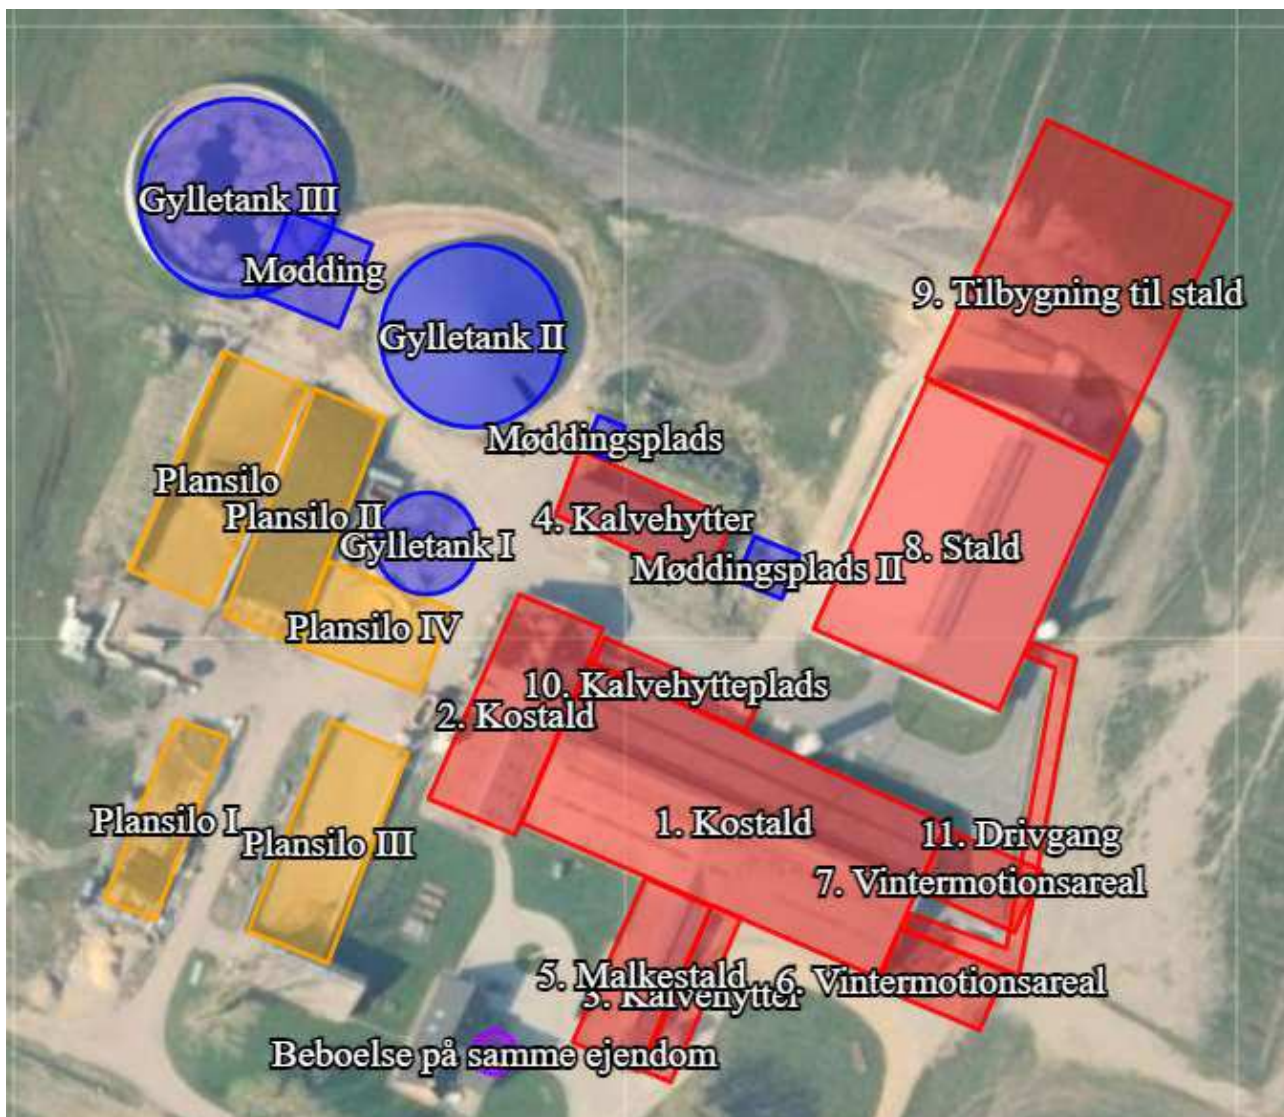 Gylletank III
Mødding
9. Tilbygning til stald
Gylletank II
Møddingsplads
Plansilo
Plansilo II
4. Kalvehytter
Gylletank I
8. Stald
Møddingsplads II
Plansilo IV
10. Kalvehytteplads
2. Kostald
Plansilo I
1. Kostald
11. Drivgang
Plansilo III
7. Vintermotionsareal
5. Malkestald
6. Vintermotionsareal
3. Kalvehytter
Beboelse på samme ejendom